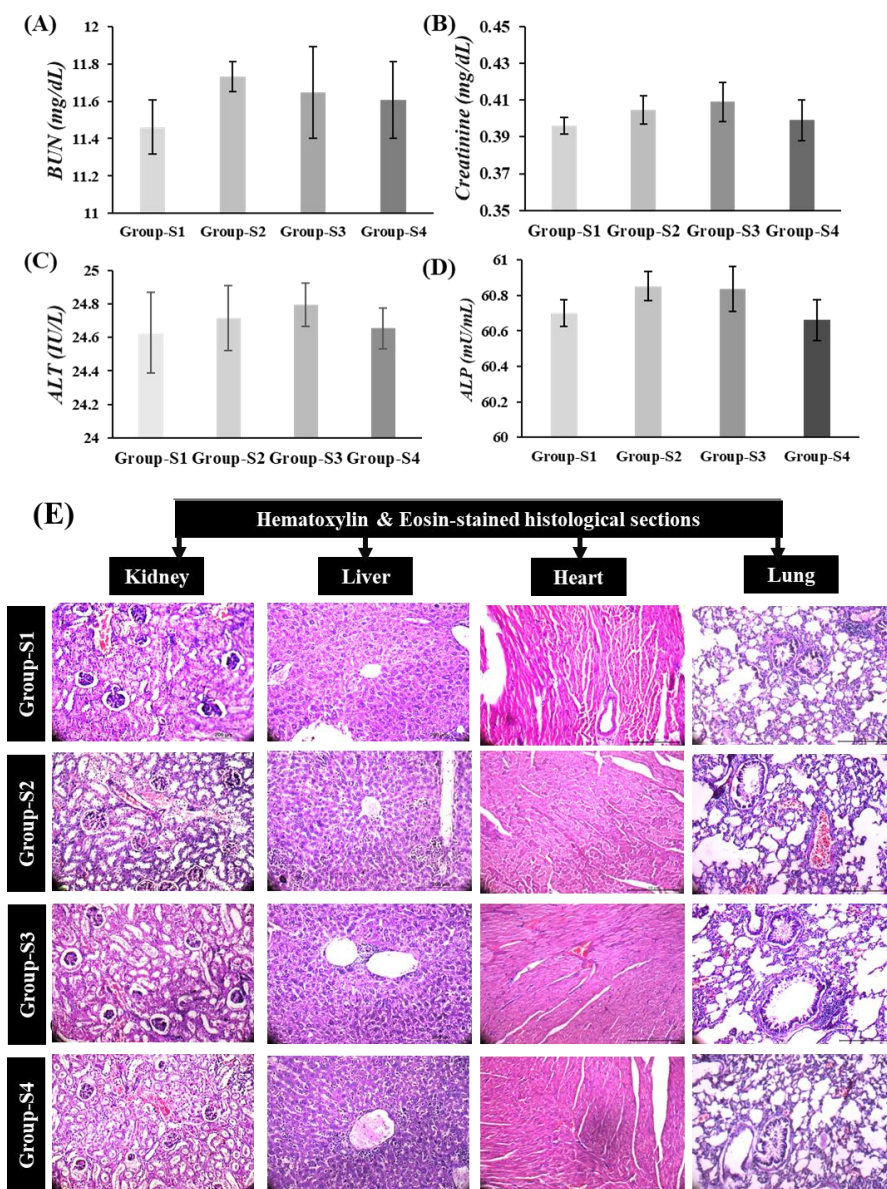 (A)
BUN (mg/dL)
12
11.8
11.6
11.4
11.2
11
Group-S1 Group-S2 Group-S3 Group-S4
(B)
Creatinine (mg/dL)
0.43
0.41
0.39
0.37
0.35
Group-S1 Group-S2 Group-S3 Group-S4
(C)
ALT (IU/L)
25
24.8
24.6
24.4
24.2
24
Group-S1 Group-S2 Group-S3 Group-S4
(D)
ALP (mU/mL)
61
60.8
60.6
60.4
60.2
60
Group-S1 Group-S2 Group-S3 Group-S4
(E)
Hematoxylin & Eosin-stained histological sections
Kidney Liver Heart Lung
Group-S1
Group-S2
Group-S3
Group-S4